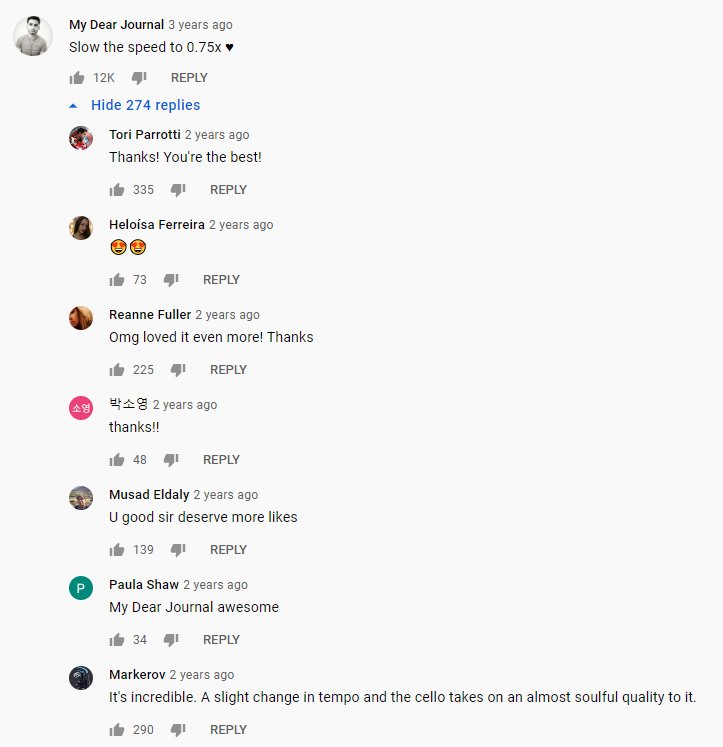 My Dear Journal 3 years ago
Slow the speed to 0.75x ♥
12K REPLY
Hide 274 replies
Tori Parrotti 2 years ago
Thanks! You're the best!
335 REPLY
Heloísa Ferreira 2 years ago
🤩🤩
73 REPLY
Reanne Fuller 2 years ago
Omg loved it even more! Thanks
225 REPLY
소영 박소영 2 years ago
thanks!!
48 REPLY
Musad Eldaly 2 years ago
U good sir deserve more likes
139 REPLY
P Paula Shaw 2 years ago
My Dear Journal awesome
34 REPLY
Markerov 2 years ago
It's incredible. A slight change in tempo and the cello takes on an almost soulful quality to it.
290 REPLY